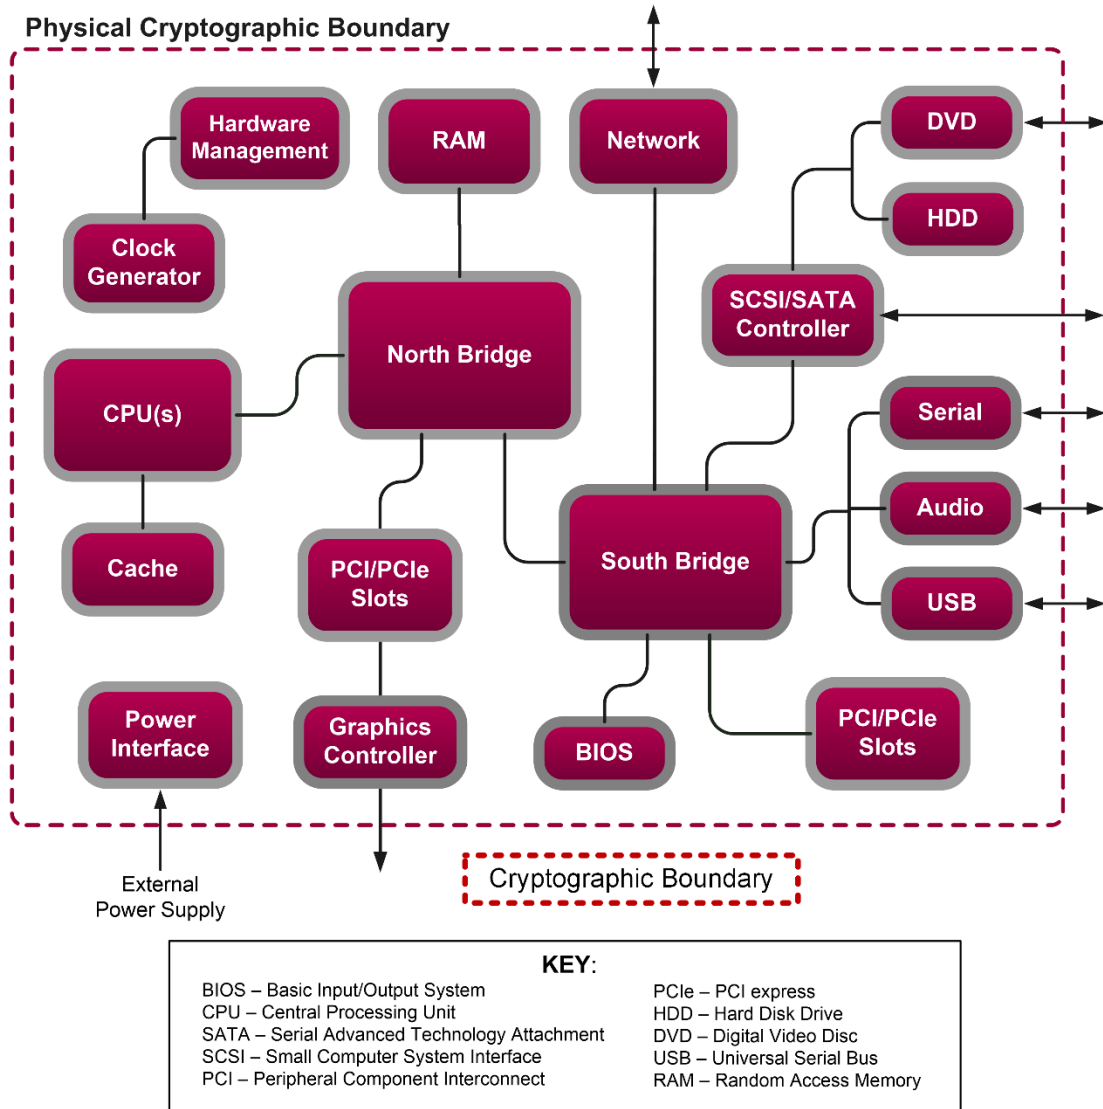 Physical Cryptographic Boundary
Hardware
Management
RAM
Network
DVD
HDD
Clock
Generator
SCSI/SATA
Controller
North Bridge
CPU(s)
Serial
Audio
USB
Cache
PCI/PCIe
Slots
South Bridge
Power
Interface
Graphics
Controller
BIOS
PCI/PCIe
Slots
External
Power Supply
Cryptographic Boundary
KEY:
BIOS – Basic Input/Output System
CPU – Central Processing Unit
SATA – Serial Advanced Technology Attachment
SCSI – Small Computer System Interface
PCI – Peripheral Component Interconnect
PCIe – PCI express
HDD – Hard Disk Drive
DVD – Digital Video Disc
USB – Universal Serial Bus
RAM – Random Access Memory